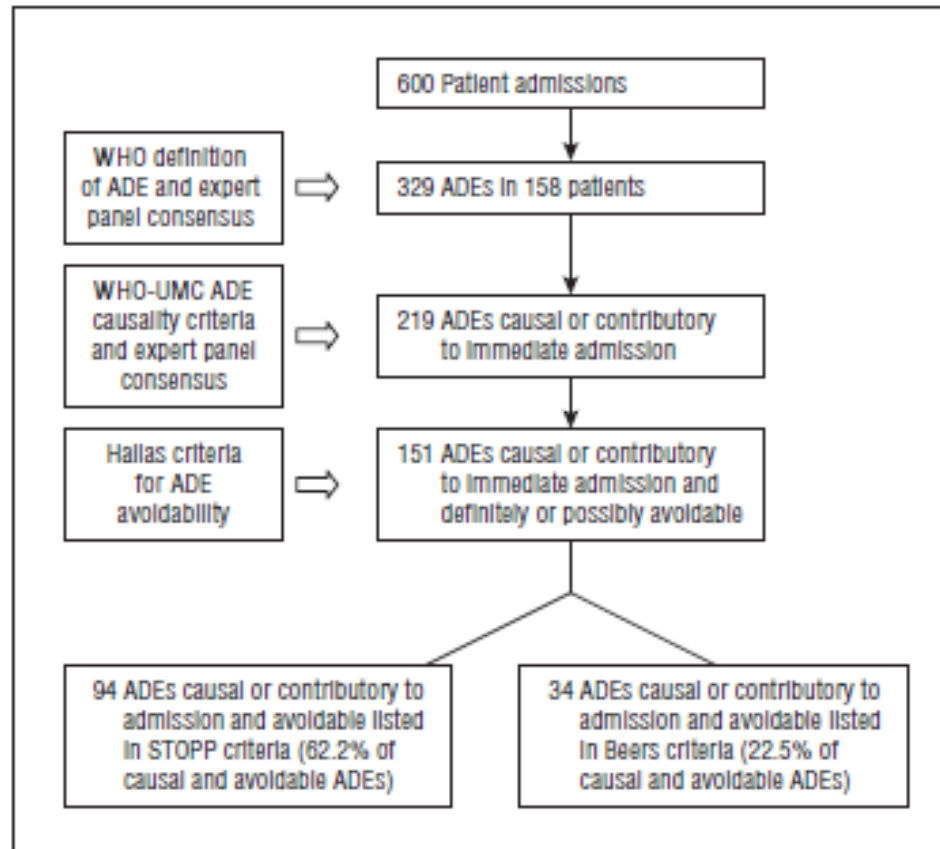 600 Patient admissions
WHO definition
of ADE and expert
panel consensus
329 ADEs in 158 patients
WHO-UMC ADE
causality criteria
and expert panel
consensus
219 ADEs causal or contributory
to immediate admission
Hallas criteria
for ADE
avoidability
151 ADEs causal or contributory
to immediate admission and
definitely or possibly avoidable
94 ADEs causal or contributory to
admission and avoidable listed
in STOPP criteria (62.2% of
causal and avoidable ADEs)
34 ADEs causal or contributory to
admission and avoidable listed
in Beers criteria (22.5% of
causal and avoidable ADEs)